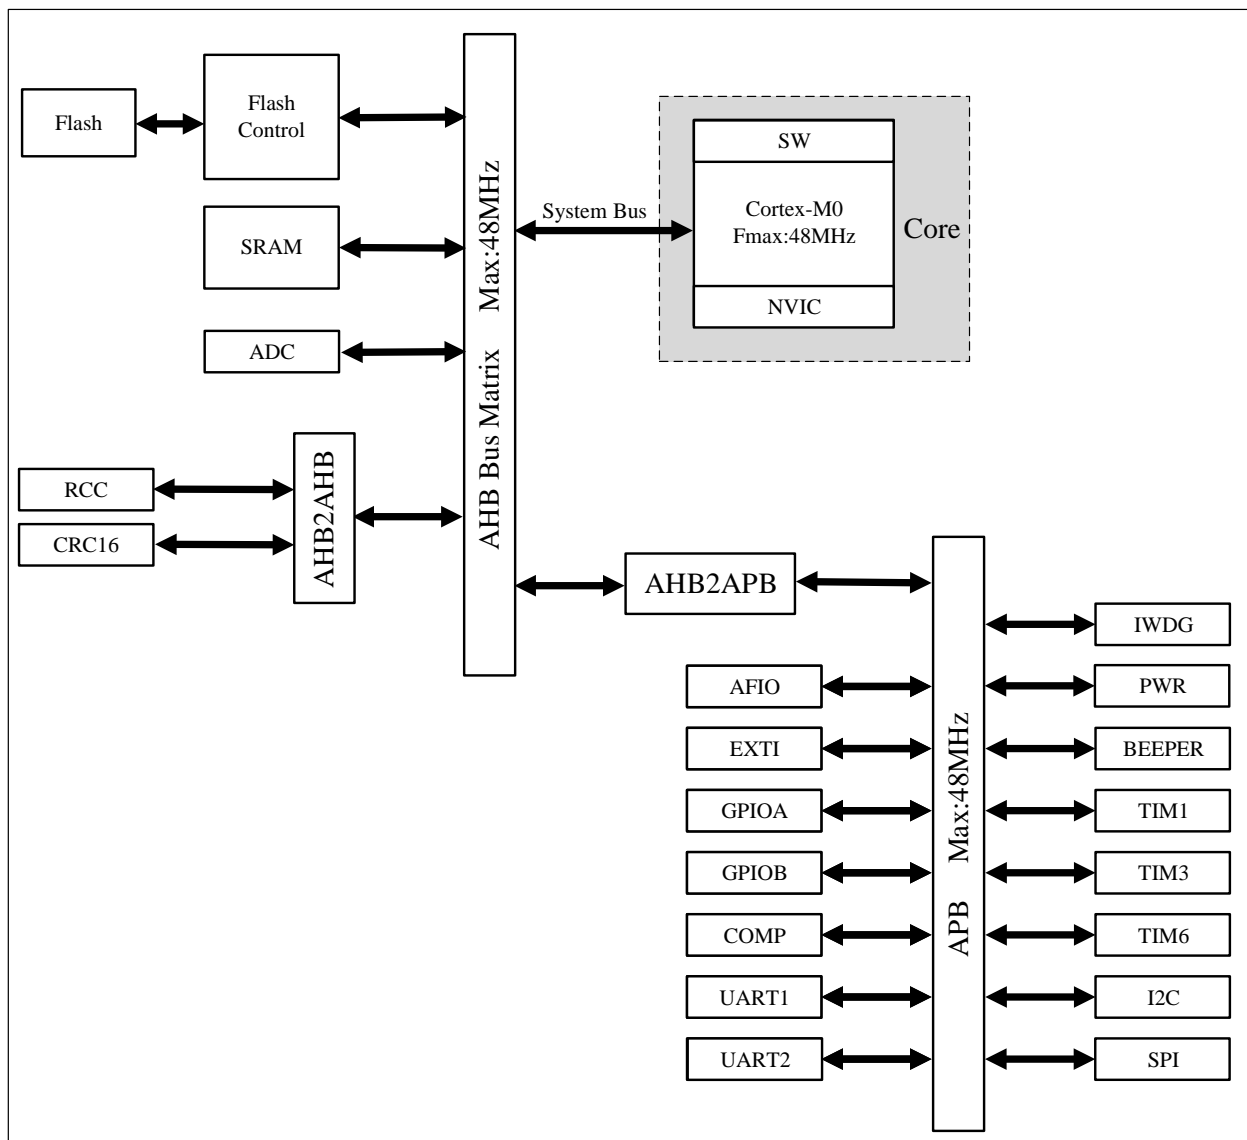 Flash
Flash
Control
SRAM
ADC
RCC
CRC16
AHB2AHB
AHB Bus Matrix Max:48MHz
System Bus
SW
Cortex-M0
Fmax:48MHz
NVIC
Core
AHB2APB
APB Max:48MHz
AFIO
EXTI
GPIOA
GPIOB
COMP
UART1
UART2
IWDG
PWR
BEEPER
TIM1
TIM3
TIM6
I2C
SPI